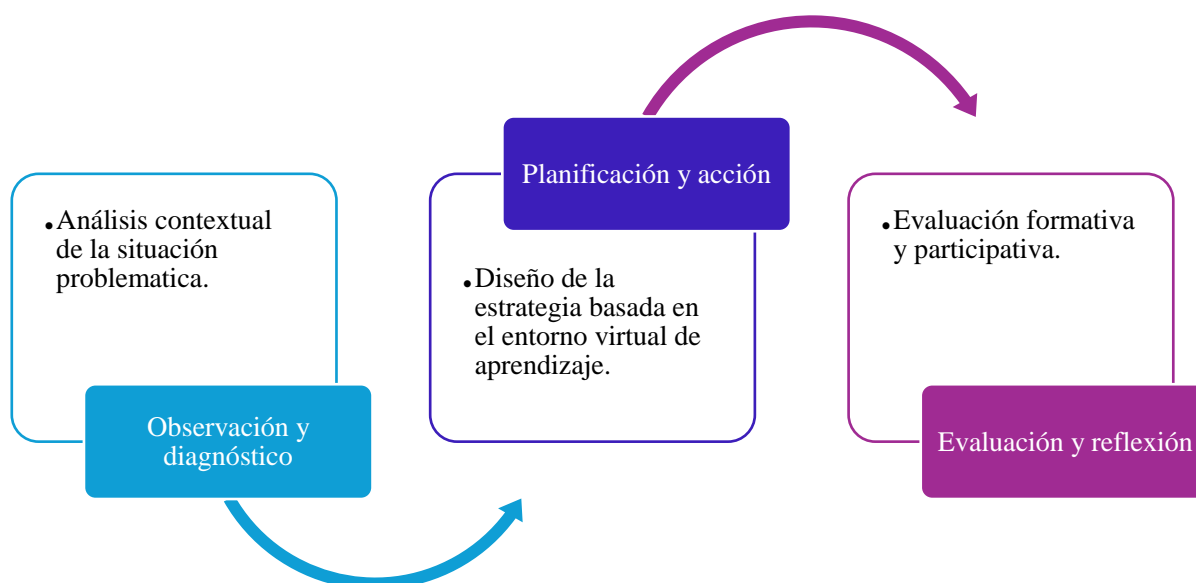 •Análisis contextual
de la situación
problematica.
Observación y
diagnóstico
Planificación y acción
•Diseño de la
estrategia basada en
el entorno virtual de
aprendizaje.
•Evaluación formativa
y participativa.
Evaluación y reflexión